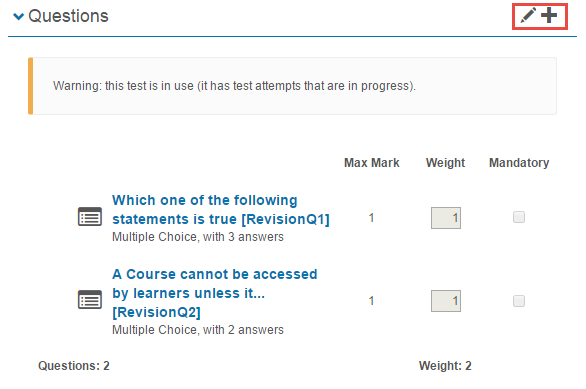 Questions
Warning: this test is in use (it has test attempts that are in progress).
Max Mark Weight Mandatory
Which one of the following
statements is true [RevisionQ1]
1 1
Multiple Choice, with 3 answers
A Course cannot be accessed
by learners unless it...
1 1
[RevisionQ2]
Multiple Choice, with 2 answers
Questions: 2 Weight: 2